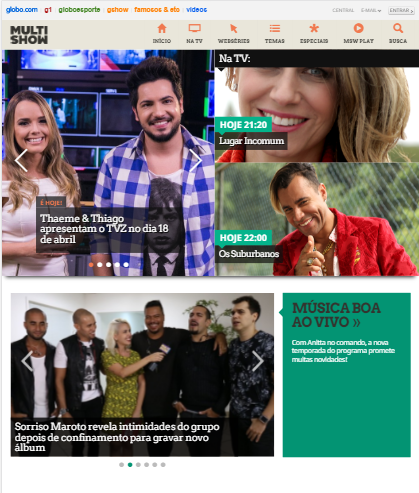 globo.com g1 globoesporte gshow famosos & etc vídeos CENTRAL E-MAIL ENTRAR ›
MULTI
SHOW
INÍCIO NA TV WEBSÉRIES TEMAS ESPECIAIS MSW PLAY BUSCA
Na TV:
HOJE 21:20
Lugar Incomum
É HOJE!
Thaeme & Thiago
apresentam o TVZ no dia 18
de abril
HOJE 22:00
Os Suburbanos
MÚSICA BOA
AO VIVO »
Com Anitta no comando, a nova
temporada do programa promete
muitas novidades!
Sorriso Maroto revela intimidades do grupo
depois de confinamento para gravar novo
álbum